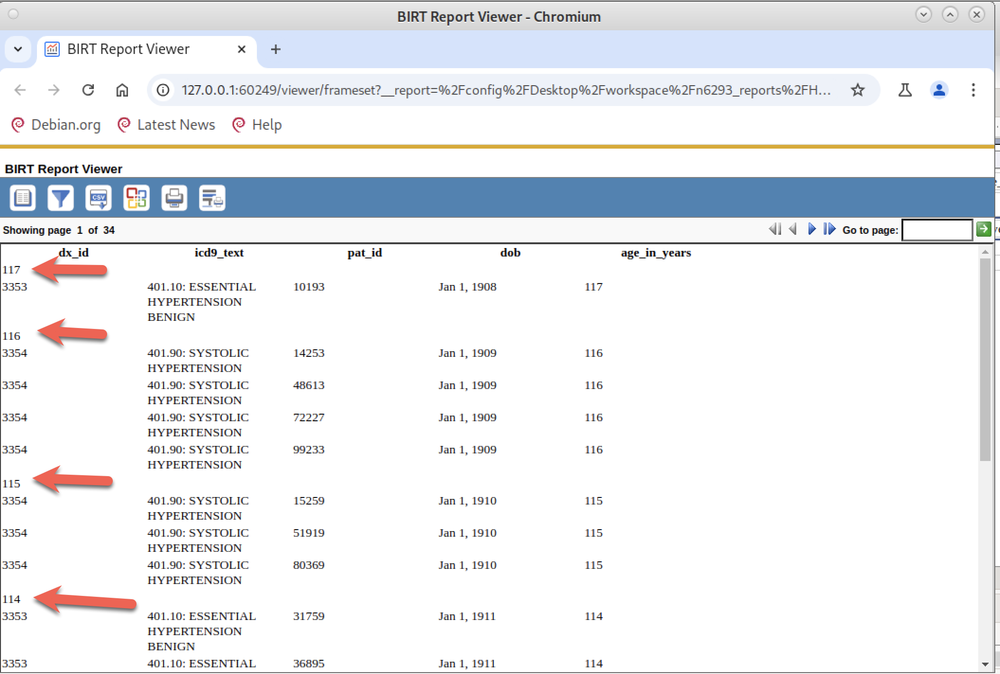 BIRT Report Viewer - Chromium
BIRT Report Viewer
127.0.0.1:60249/viewer/frameset?__report=%2Fconfig%2FDesktop%2Fworkspace%2Fn6293_reports%2FH...
Debian.org Latest News Help
BIRT Report Viewer
CSV
Showing page 1 of 34 Go to page:
dx_id icd9_text pat_id dob age_in_years
117
3353 401.10: ESSENTIAL 10193 Jan 1, 1908 117
HYPERTENSION
BENIGN
116
3354 401.90: SYSTOLIC 14253 Jan 1, 1909 116
HYPERTENSION
3354 401.90: SYSTOLIC 48613 Jan 1, 1909 116
HYPERTENSION
3354 401.90: SYSTOLIC 72227 Jan 1, 1909 116
HYPERTENSION
3354 401.90: SYSTOLIC 99233 Jan 1, 1909 116
HYPERTENSION
115
3354 401.90: SYSTOLIC 15259 Jan 1, 1910 115
HYPERTENSION
3354 401.90: SYSTOLIC 51919 Jan 1, 1910 115
HYPERTENSION
3354 401.90: SYSTOLIC 80369 Jan 1, 1910 115
HYPERTENSION
114
3353 401.10: ESSENTIAL 31759 Jan 1, 1911 114
HYPERTENSION
BENIGN
3353 401.10: ESSENTIAL 36895 Jan 1, 1911 114